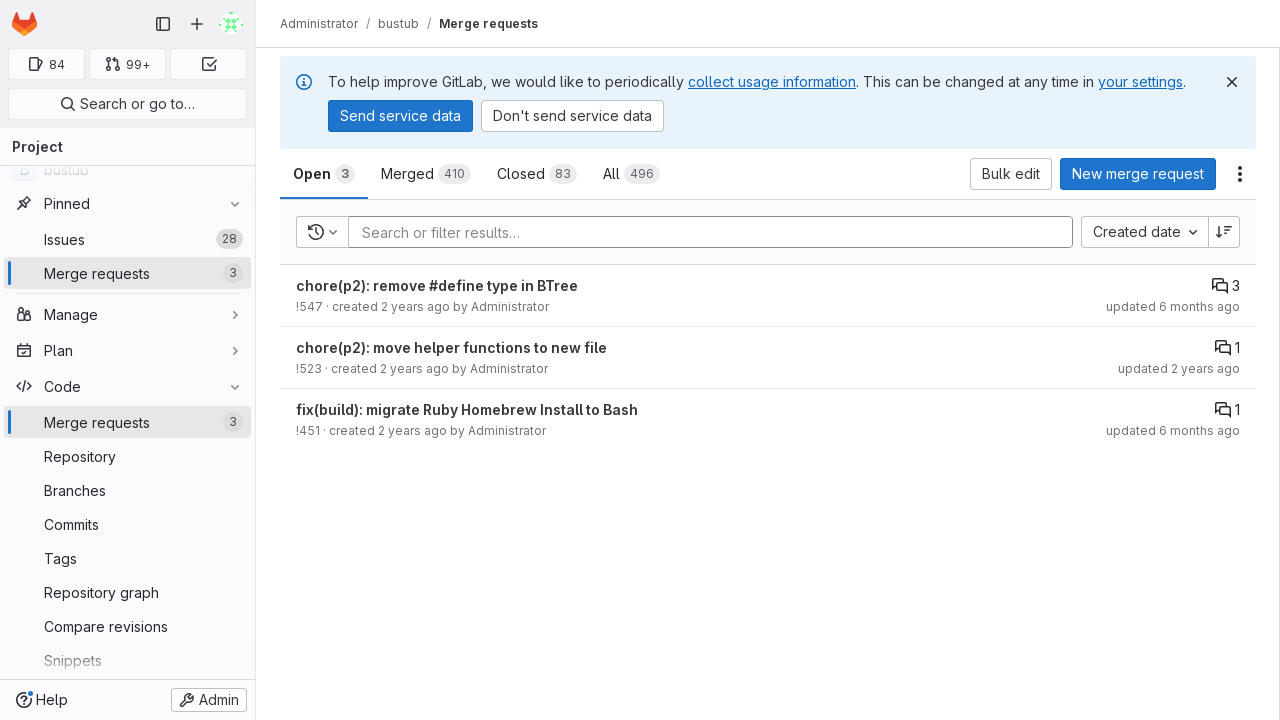 Administrator / bustub / Merge requests
84
99+
Search or go to…
Project
bustub
Pinned
Issues 28
Merge requests 3
Manage
Plan
Code
Merge requests 3
Repository
Branches
Commits
Tags
Repository graph
Compare revisions
Snippets
Help
Admin
To help improve GitLab, we would like to periodically collect usage information. This can be changed at any time in your settings.
Send service data
Don't send service data
Open 3
Merged 410
Closed 83
All 496
Bulk edit
New merge request
Search or filter results…
Created date
chore(p2): remove #define type in BTree
3
!547 · created 2 years ago by Administrator
updated 6 months ago
chore(p2): move helper functions to new file
1
!523 · created 2 years ago by Administrator
updated 2 years ago
fix(build): migrate Ruby Homebrew Install to Bash
1
!451 · created 2 years ago by Administrator
updated 6 months ago